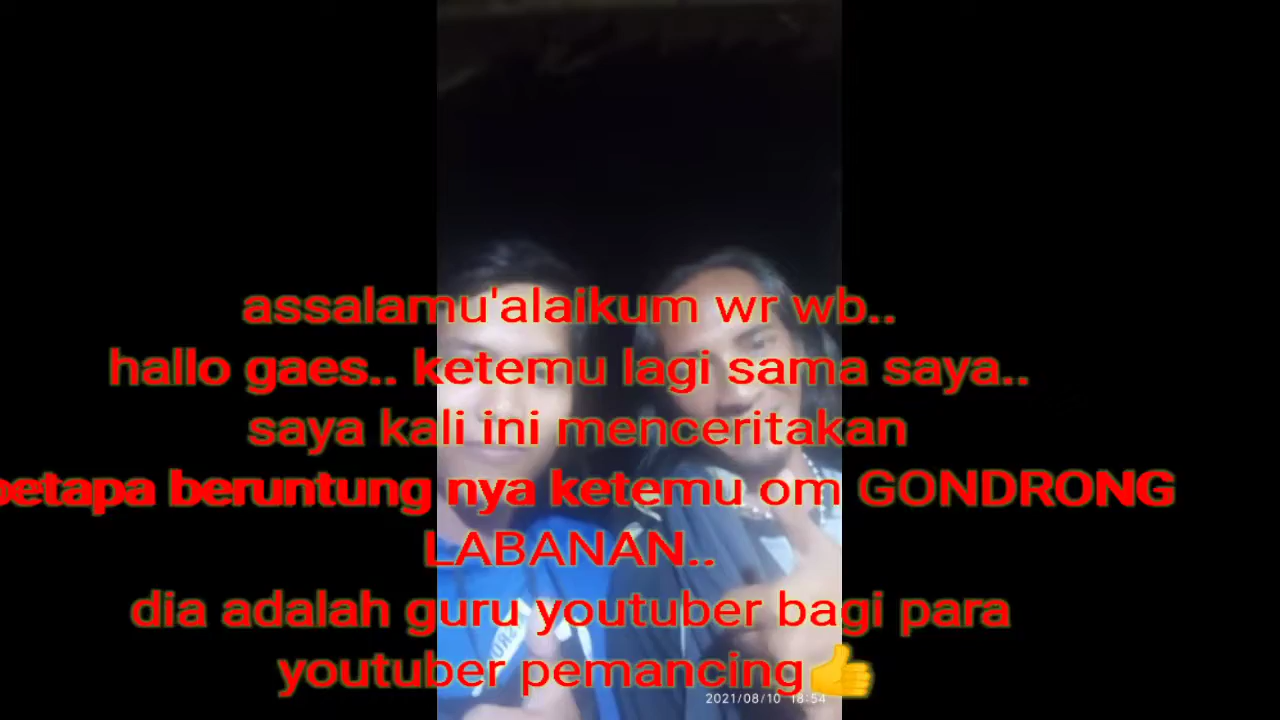 assalamu'alaikum wr wb..
hallo gaes.. ketemu lagi sama saya..
saya kali ini menceritakan
betapa beruntung nya ketemu om GONDRONG
LABANAN..
dia adalah guru youtuber bagi para
youtuber pemancing👍
2021/08/10 18:54